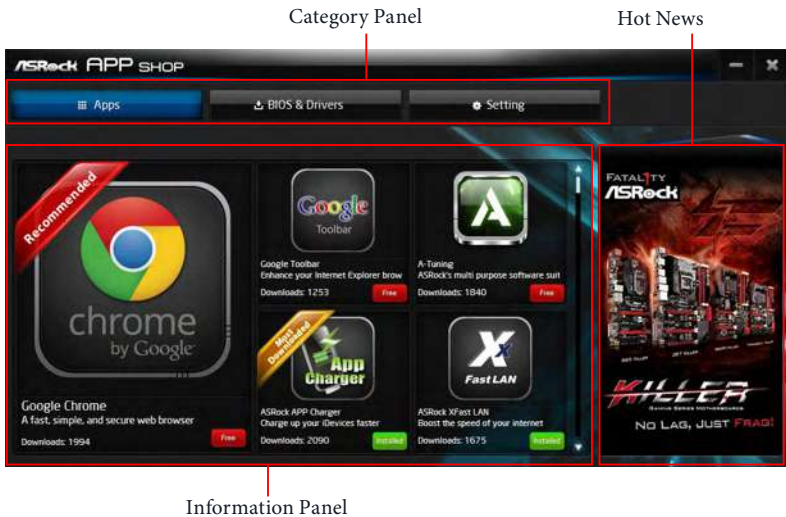 Category Panel
Hot News
ASRock APP SHOP
Apps
BIOS & Drivers
Setting
Recommended
chrome
by Google
Google Chrome
A fast, simple, and secure web browser
Downloads: 1994
Free
Google
Toolbar
Google Toolbar
Enhance your Internet Explorer brow
Downloads: 1253
Free
A-Tuning
ASRock's multi purpose software suit
Downloads: 1840
Free
Most
Downloaded
App
Charger
ASRock APP Charger
Charge up your iDevices faster
Downloads: 2090
Installed
X
Fast LAN
ASRock XFast LAN
Boost the speed of your internet
Downloads: 1675
Installed
FATAL1TY
ASRock
KILLER
GAMING SERIES MOTHERBOARDS
NO LAG, JUST FRAG!
Information Panel